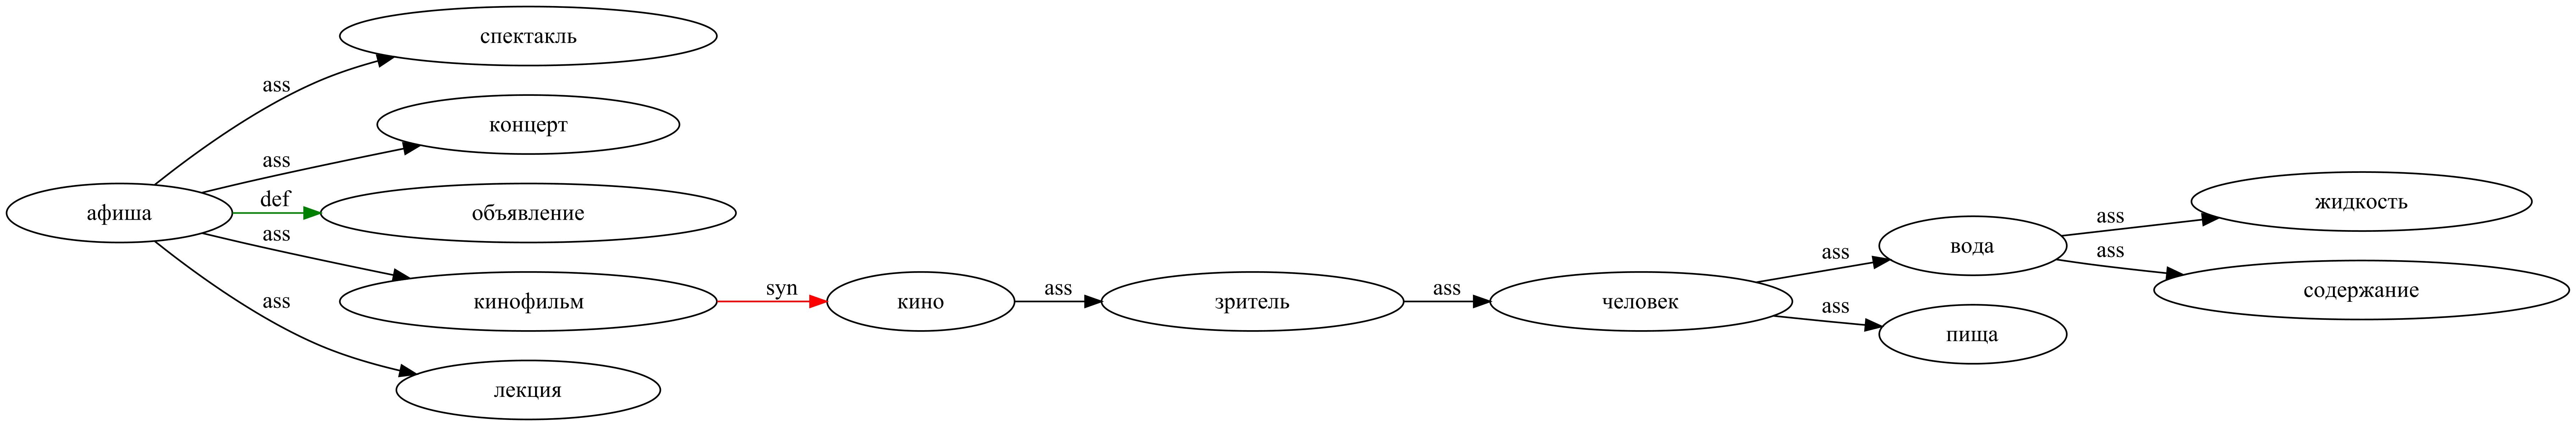 спектакль
ass
концерт
ass
def
афиша
объявление
ass
кинофильм
syn
кино
ass
зритель
ass
человек
ass
вода
ass
жидкость
ass
содержание
ass
пища
ass
лекция